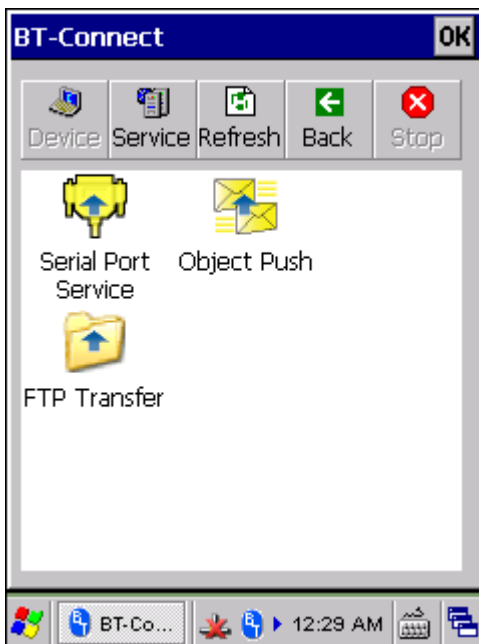 BT-Connect OK
Device Service Refresh Back Stop
Serial Port Service
Object Push
FTP Transfer
BT-Co... 12:29 AM